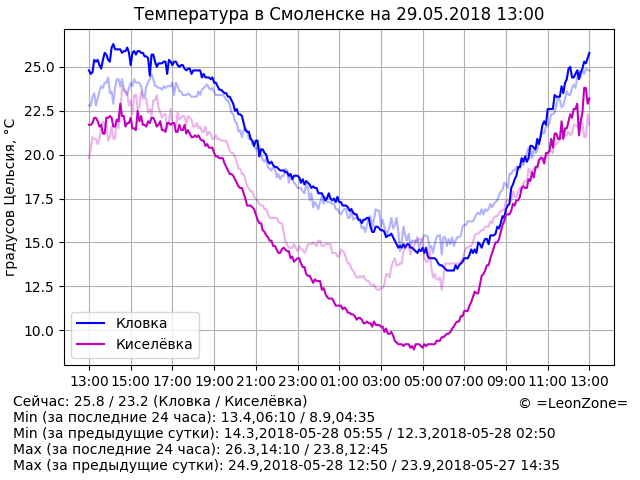 Температура в Смоленске на 29.05.2018 13:00
градусов Цельсия, °C
25.0
22.5
20.0
17.5
15.0
12.5
10.0
Кловка
Киселёвка
13:00 15:00 17:00 19:00 21:00 23:00 01:00 03:00 05:00 07:00 09:00 11:00 13:00
Сейчас: 25.8 / 23.2 (Кловка / Киселёвка)
© =LeonZone=
Min (за последние 24 часа): 13.4,06:10 / 8.9,04:35
Min (за предыдущие сутки): 14.3,2018-05-28 05:55 / 12.3,2018-05-28 02:50
Max (за последние 24 часа): 26.3,14:10 / 23.8,12:45
Max (за предыдущие сутки): 24.9,2018-05-28 12:50 / 23.9,2018-05-27 14:35